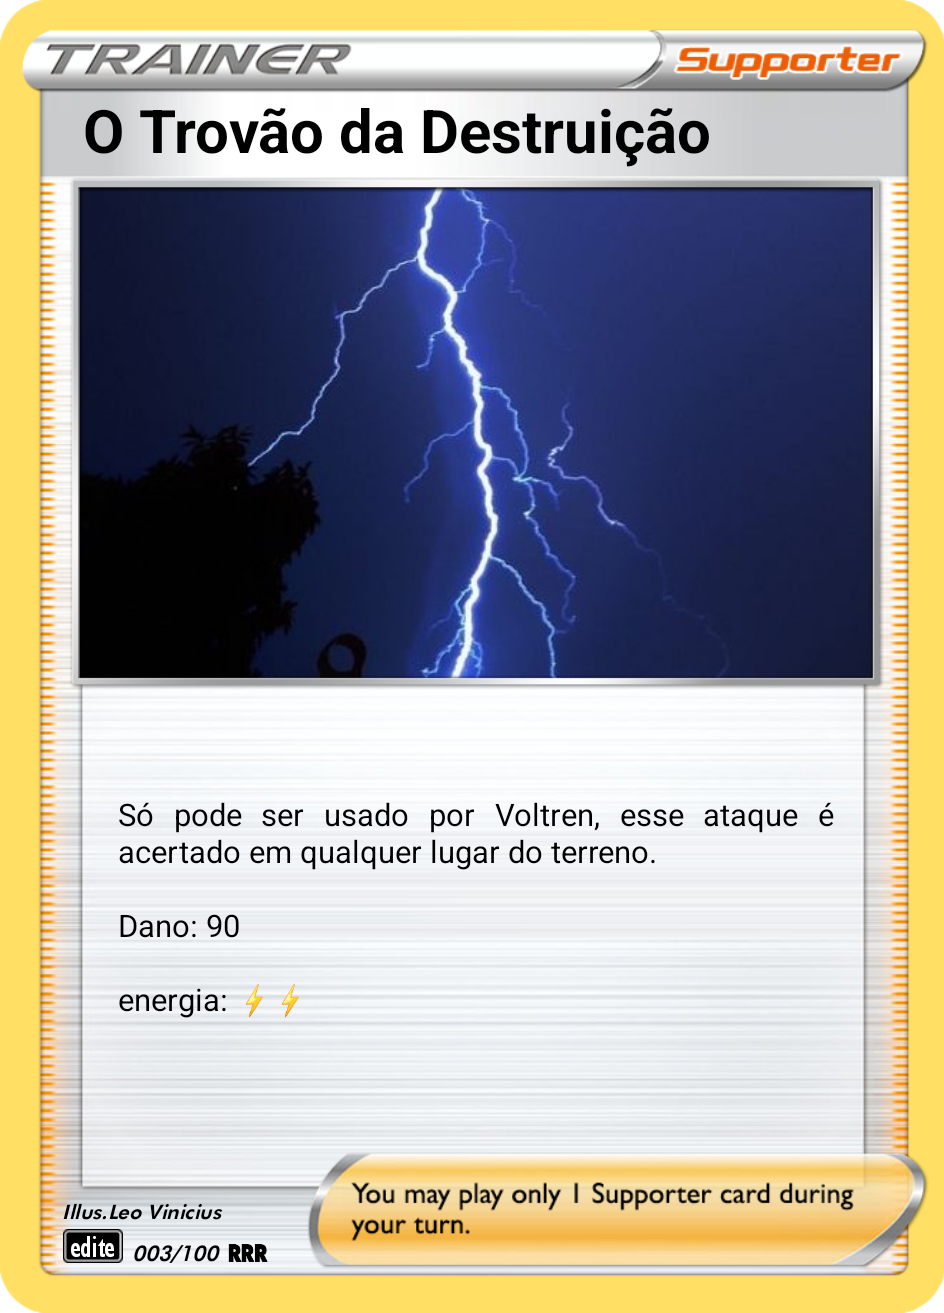 TRAINER
Supporter
O Trovão da Destruição
Só pode ser usado por Voltren, esse ataque é
acertado em qualquer lugar do terreno.
Dano: 90
energia: ⚡ ⚡
You may play only 1 Supporter card during
your turn.
Illus.Leo Vinicius
edite 003/100 RRR